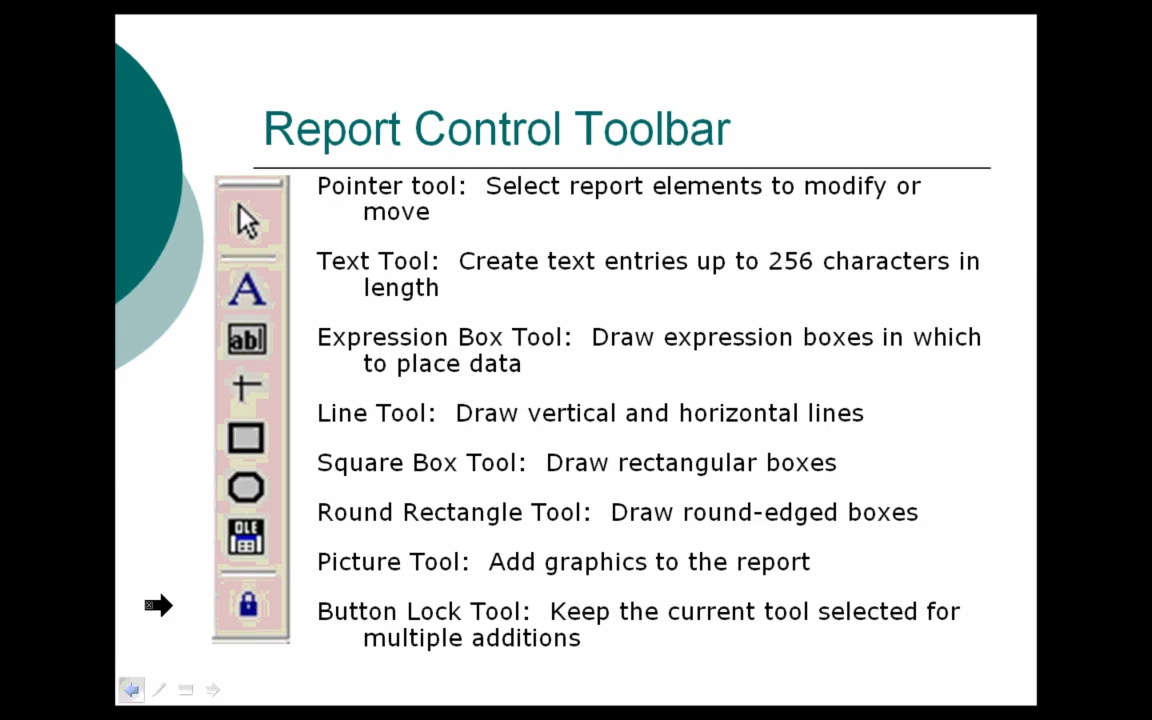 Report Control Toolbar
Pointer tool: Select report elements to modify or
move
A
Text Tool: Create text entries up to 256 characters in
length
abl
Expression Box Tool: Draw expression boxes in which
to place data
Line Tool: Draw vertical and horizontal lines
Square Box Tool: Draw rectangular boxes
Round Rectangle Tool: Draw round-edged boxes
OLE
Picture Tool: Add graphics to the report
Button Lock Tool: Keep the current tool selected for
multiple additions